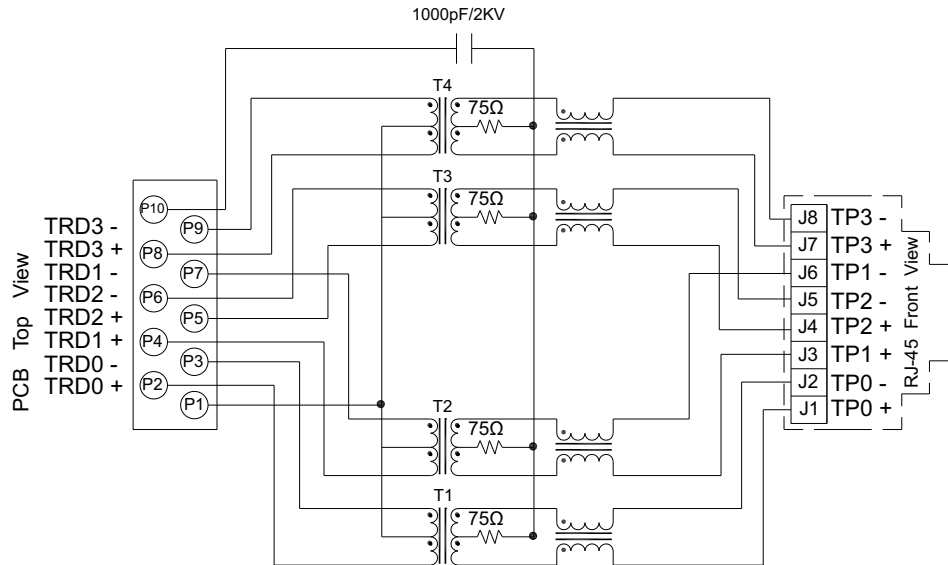 1000pF/2KV
T4
75Ω
T3
75Ω
P10
P9
P8
P7
P6
P5
P4
P3
P2
P1
TRD3 -
TRD3 +
TRD1 -
TRD2 -
TRD2 +
TRD1 +
TRD0 -
TRD0 +
PCB Top View
T2
75Ω
T1
75Ω
J8 TP3 -
J7 TP3 +
J6 TP1 -
J5 TP2 -
J4 TP2 +
J3 TP1 +
J2 TP0 -
J1 TP0 +
RJ-45 Front View